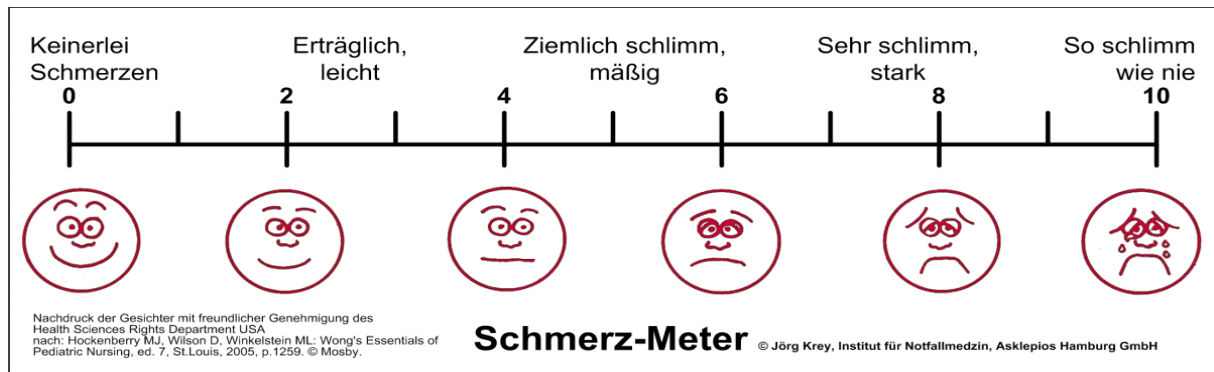 Keinerlei
Schmerzen
Erträglich,
leicht
Ziemlich schlimm,
mäßig
Sehr schlimm,
stark
So schlimm
wie nie
0 2 4 6 8 10
Nachdruck der Gesichter mit freundlicher Genehmigung des
Health Sciences Rights Department USA
nach: Hockenberry MJ, Wilson D, Winkelstein ML: Wong's Essentials of
Pediatric Nursing, ed. 7, St.Louis, 2005, p.1259. © Mosby.
Schmerz-Meter © Jörg Krey, Institut für Notfallmedzin, Asklepios Hamburg GmbH